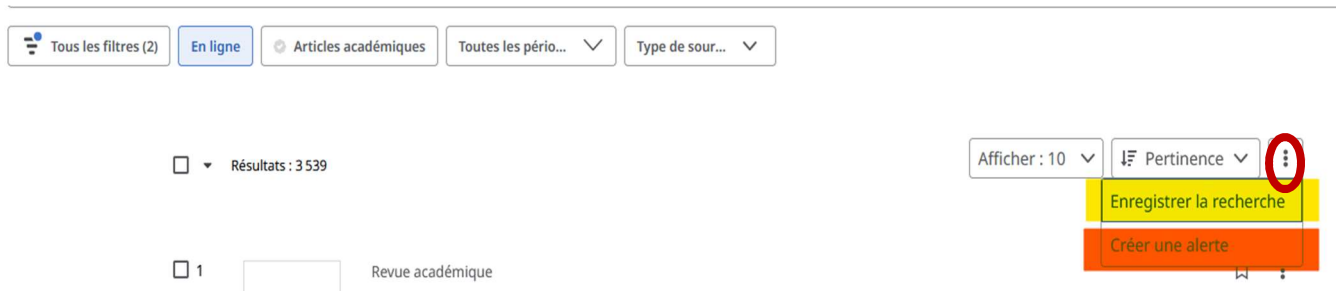 Tous les filtres (2) En ligne Articles académiques Toutes les pério... Type de sour...
Résultats : 3 539 Afficher : 10 Pertinence
Enregistrer la recherche
Créer une alerte
1 Revue académique